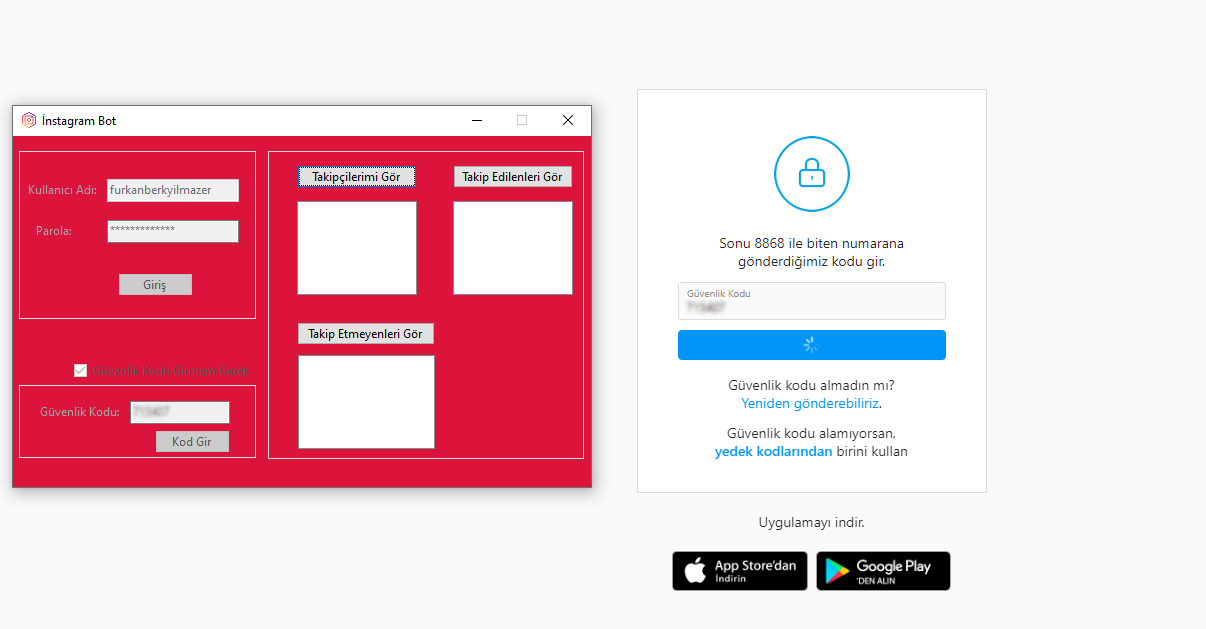 İnstagram Bot
Kullanıcı Adı: furkanberkyilmazer
Parola: *************
Giriş
Güvenlik Kodu Girmem Gerek
Güvenlik Kodu:
Kod Gir
Takipçilerimi Gör
Takip Edilenleri Gör
Takip Etmeyenleri Gör
Sonu 8868 ile biten numarana
gönderdiğimiz kodu gir.
Güvenlik Kodu
Güvenlik kodu almadın mı?
Yeniden gönderebiliriz.
Güvenlik kodu alamıyorsan,
yedek kodlarından birini kullan
Uygulamayı indir.
App Store'dan
İndirin
Google Play
'DEN ALIN